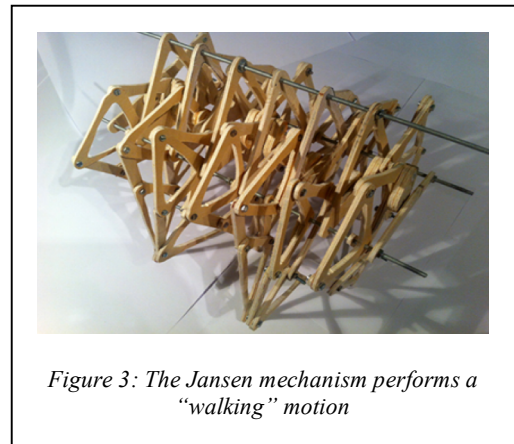 Figure 3: The Jansen mechanism performs a
“walking” motion